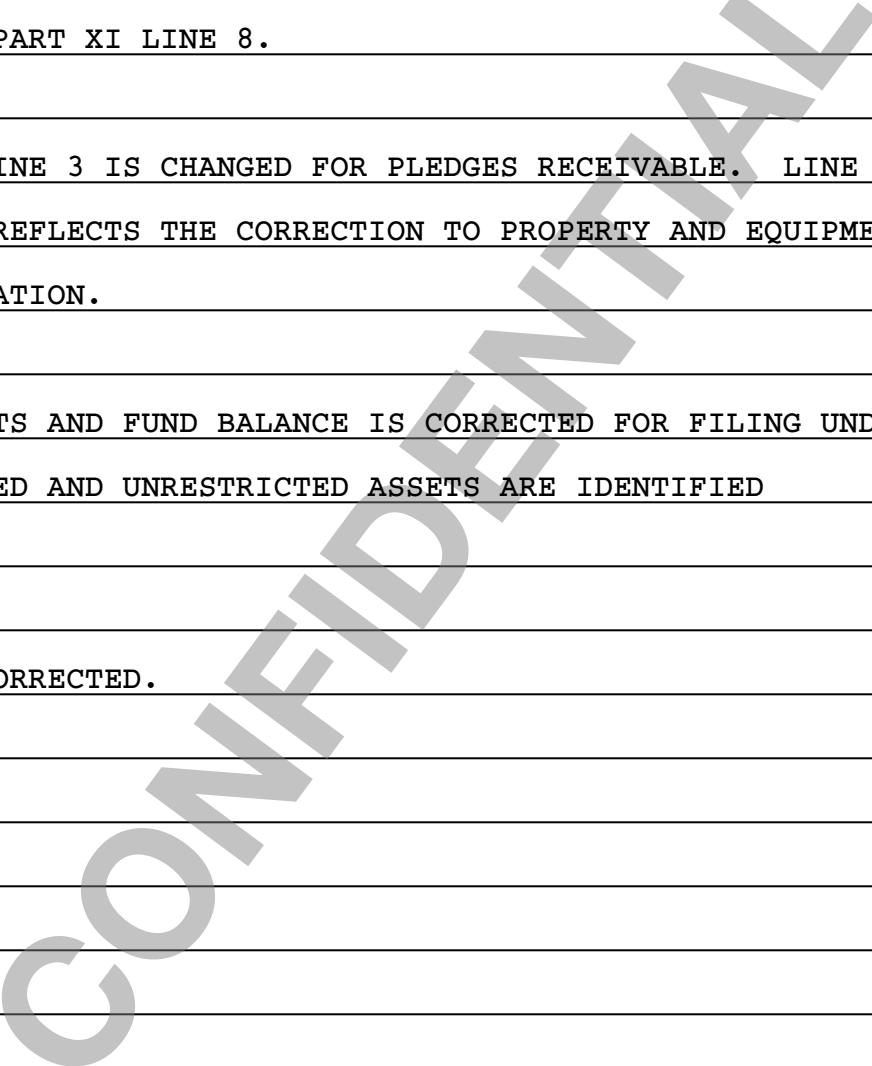 PART XI LINE 8.
INE 3 IS CHANGED FOR PLEDGES RECEIVABLE. LINE
REFLECTS THE CORRECTION TO PROPERTY AND EQUIPME
ATION.
TS AND FUND BALANCE IS CORRECTED FOR FILING UND
ED AND UNRESTRICTED ASSETS ARE IDENTIFIED
ORRECTED.
CONFIDENTIAL